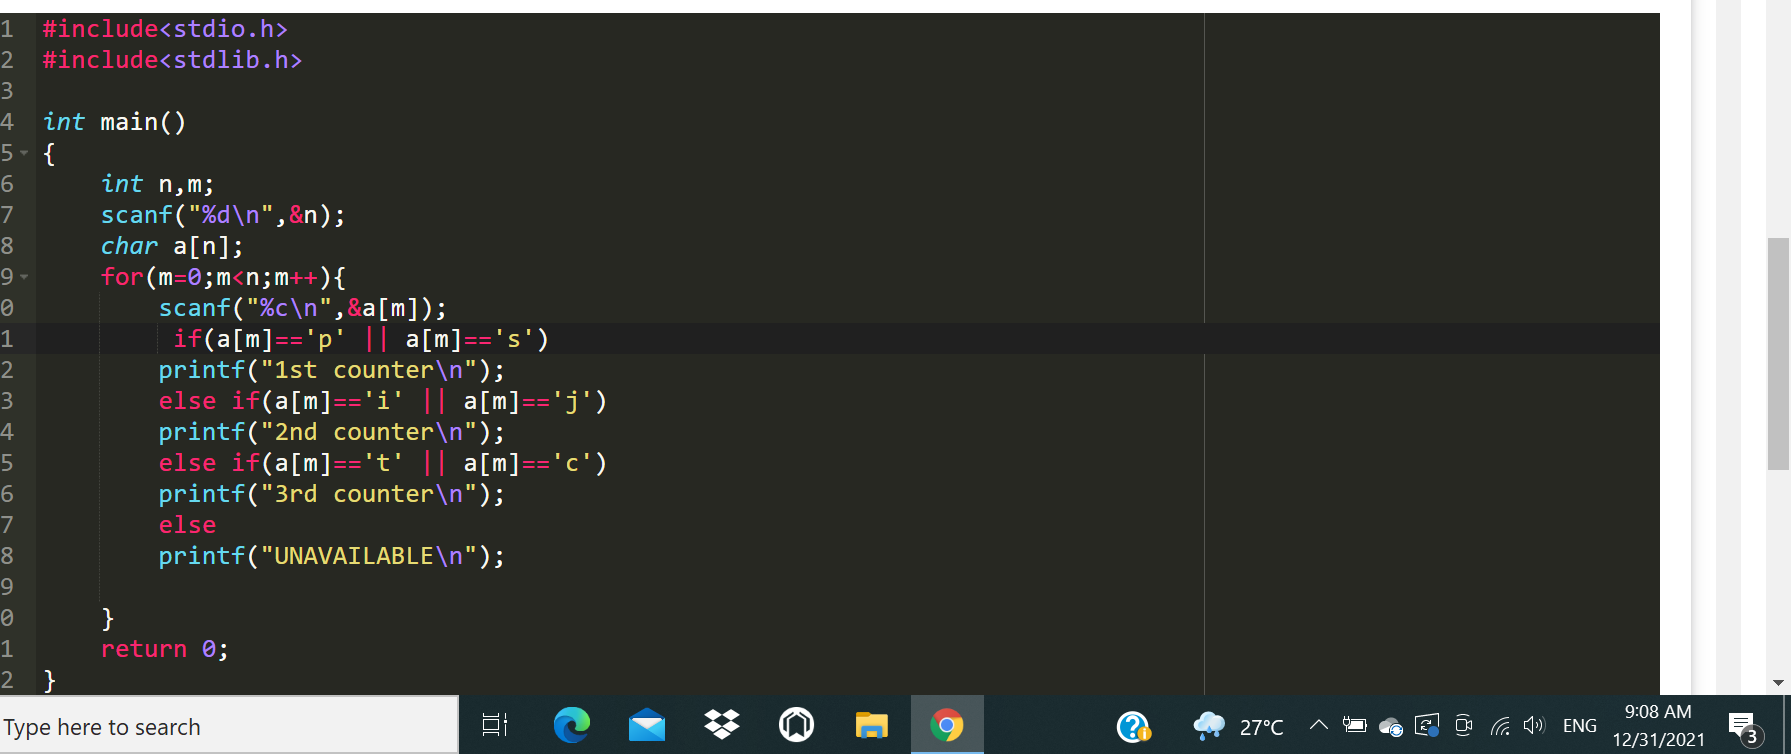 1 #include<stdio.h>
2 #include<stdlib.h>
3
4 int main()
5 {
6 int n,m;
7 scanf("%d\n",&n);
8 char a[n];
9 for(m=0;m<n;m++){
0 scanf("%c\n",&a[m]);
1 if(a[m]=='p' || a[m]=='s')
2 printf("1st counter\n");
3 else if(a[m]=='i' || a[m]=='j')
4 printf("2nd counter\n");
5 else if(a[m]=='t' || a[m]=='c')
6 printf("3rd counter\n");
7 else
8 printf("UNAVAILABLE\n");
9
0 }
1 return 0;
2 }
Type here to search
27°C
ENG
9:08 AM
12/31/2021
3